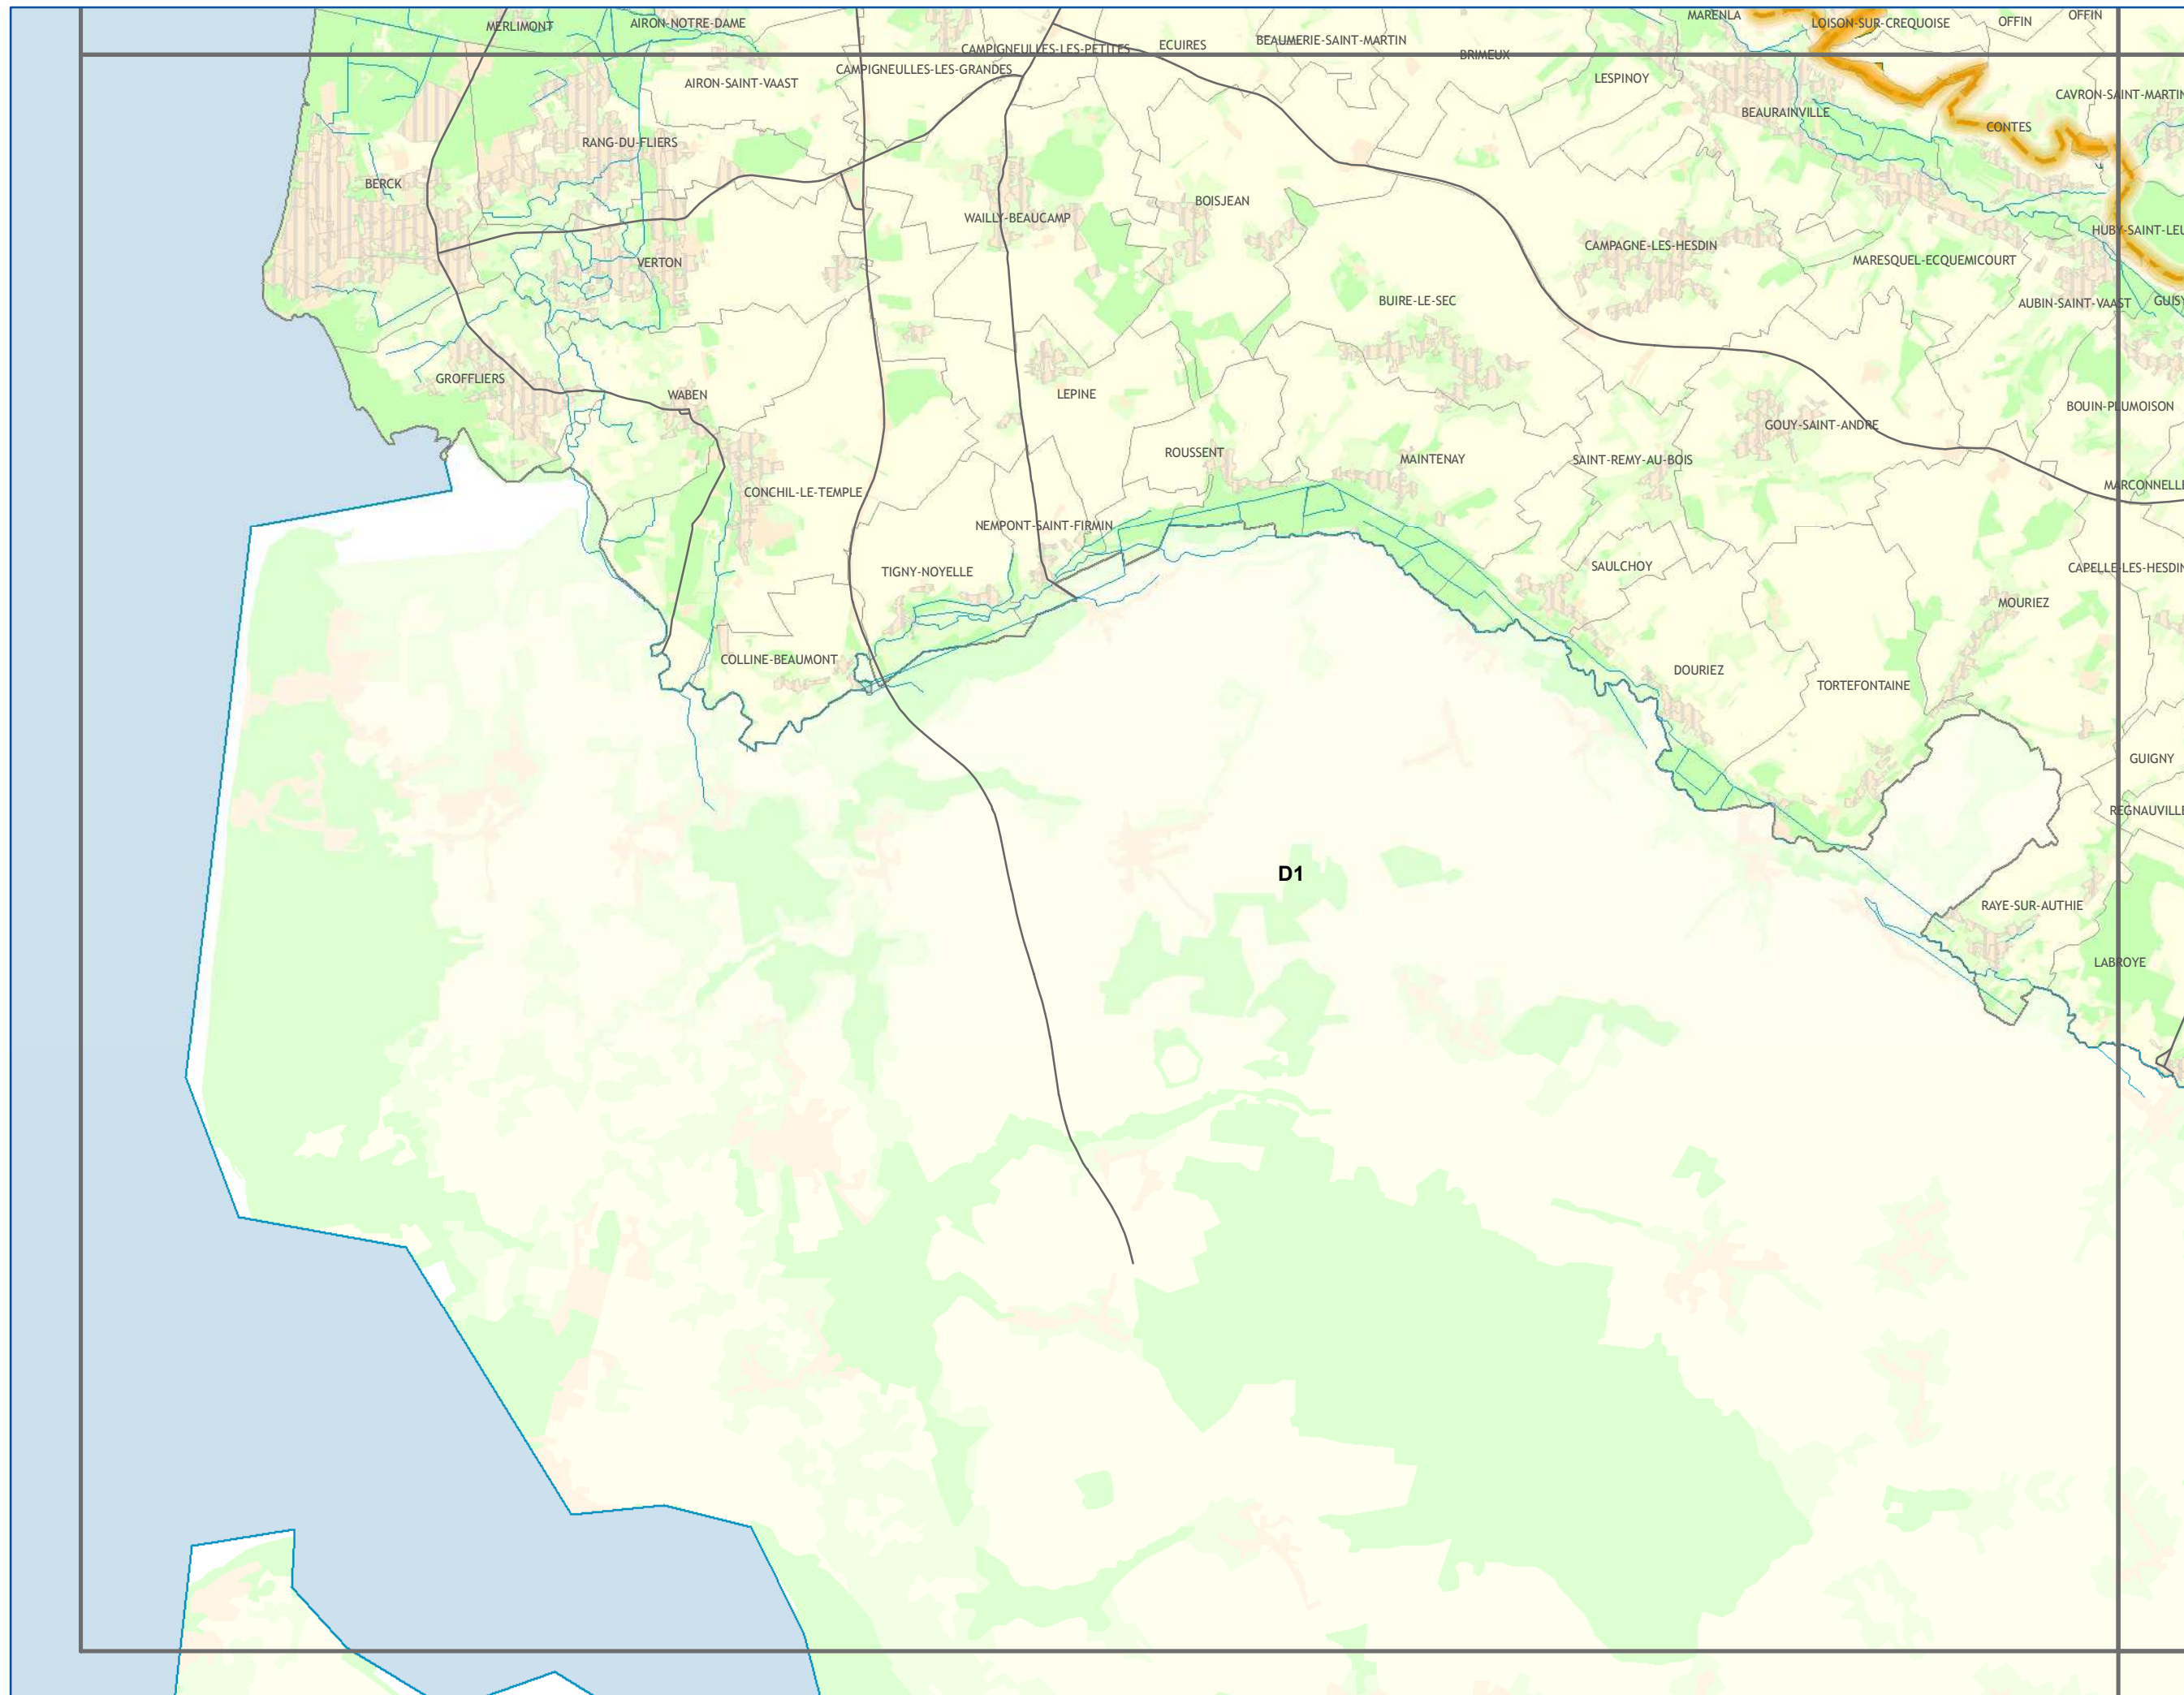 MARENLA
LOISON-SUR-CREQUOISE
OFFIN
OFFIN
MERLIMONT
AIRON-NOTRE-DAME
CAMPIGNEULLES-LES-PETITES
ECUIRES
BEAUMERIE-SAINT-MARTIN
BRIMEUX
AIRON-SAINT-VAAST
CAMPIGNEULLES-LES-GRANDES
LESPINOY
CAVRON-SAINT-MARTIN
BEAURAINVILLE
CONTES
RANG-DU-FLIERS
BERCK
BOISJEAN
WAILLY-BEAUCAMP
HUBY-SAINT-LEU
CAMPAGNE-LES-HESDIN
MARESQUEL-ECQUEMICOURT
VERTON
BUIRE-LE-SEC
AUBIN-SAINT-VAAST
GUISY
GROFFLIERS
WABEN
LEPINE
BOUIN-PLUMOISON
GOUY-SAINT-ANDRE
ROUSSENT
MAINTENAY
SAINT-REMY-AU-BOIS
MARCONNELLE
CONCHIL-LE-TEMPLE
NEMPONT-SAINT-FIRMIN
TIGNY-NOYELLE
SAULCHOY
CAPELLE-LES-HESDIN
MOURIEZ
COLLINE-BEAUMONT
DOURIEZ
TORTEFONTAINE
GUIGNY
REGNAUVILLE
D1
RAYE-SUR-AUTHIE
LABROYE